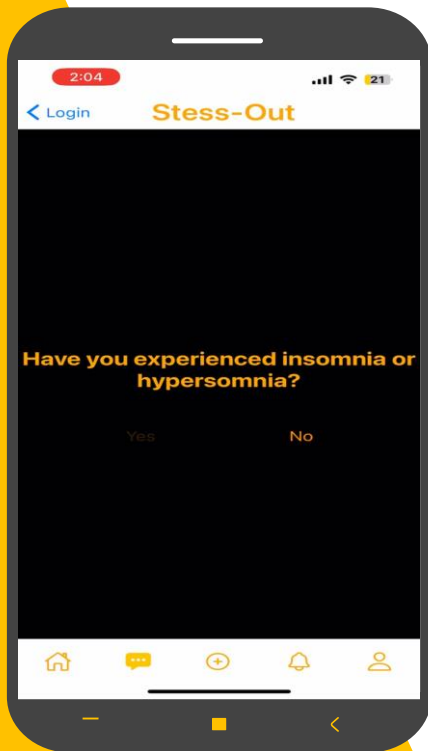 2:04
21
Login
Stess-Out
Have you experienced insomnia or
hypersomnia?
Yes
No